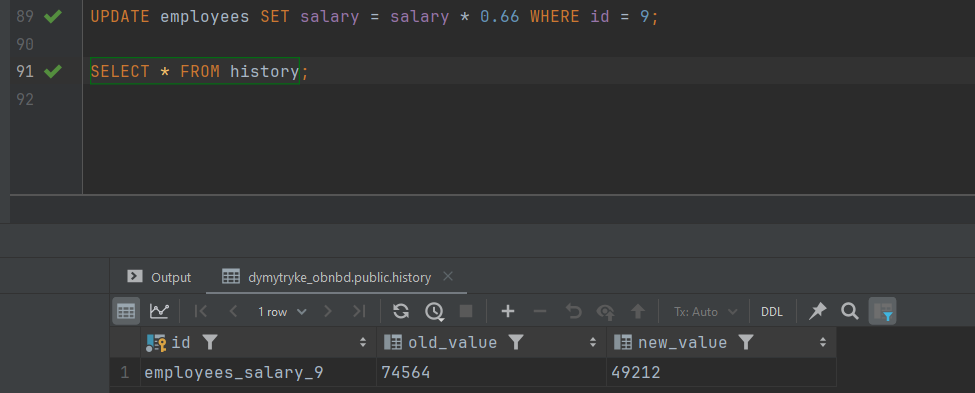 89 UPDATE employees SET salary = salary * 0.66 WHERE id = 9;
90
91 SELECT * FROM history;
92
Output dymytryke_obnbd.public.history
1 row Tx: Auto DDL
id old_value new_value
1 employees_salary_9 74564 49212